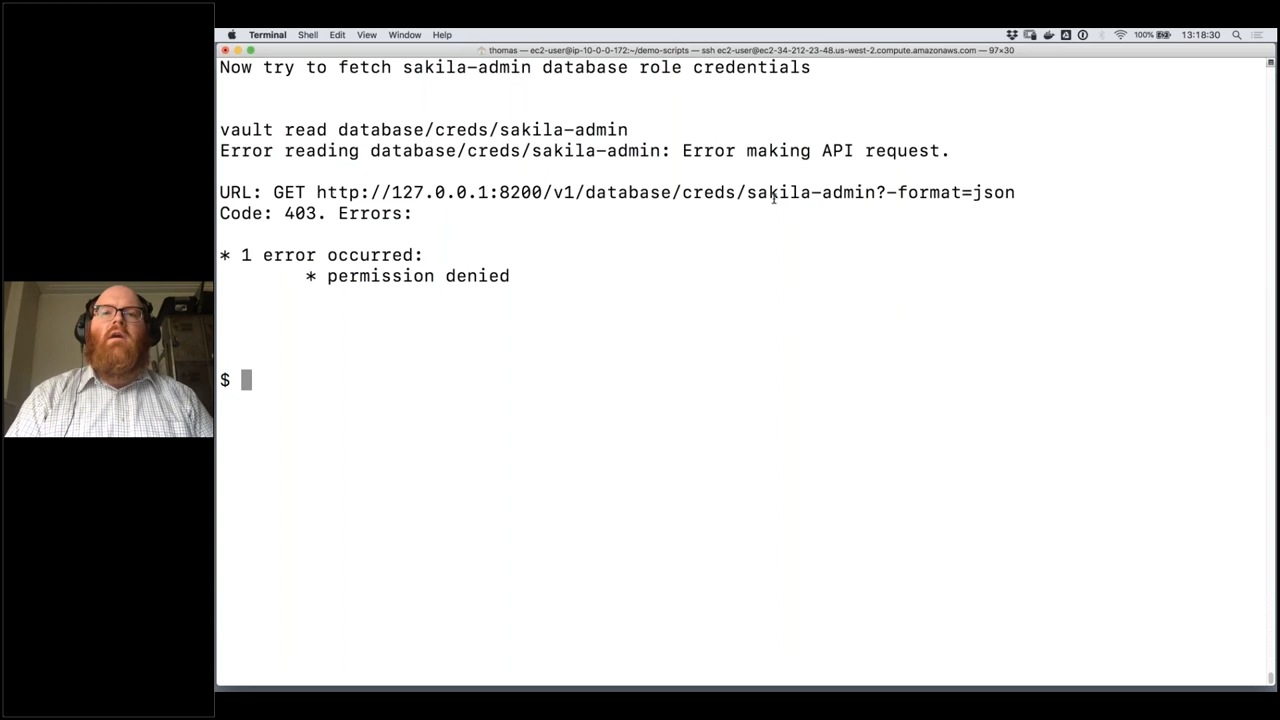 Terminal Shell Edit View Window Help 100% 13:18:30
thomas — ec2-user@ip-10-0-0-172:~/demo-scripts — ssh ec2-user@ec2-34-212-23-48.us-west-2.compute.amazonaws.com — 97×30
Now try to fetch sakila-admin database role credentials
vault read database/creds/sakila-admin
Error reading database/creds/sakila-admin: Error making API request.
URL: GET http://127.0.0.1:8200/v1/database/creds/sakila-admin?-format=json
Code: 403. Errors:
* 1 error occurred:
* permission denied
$